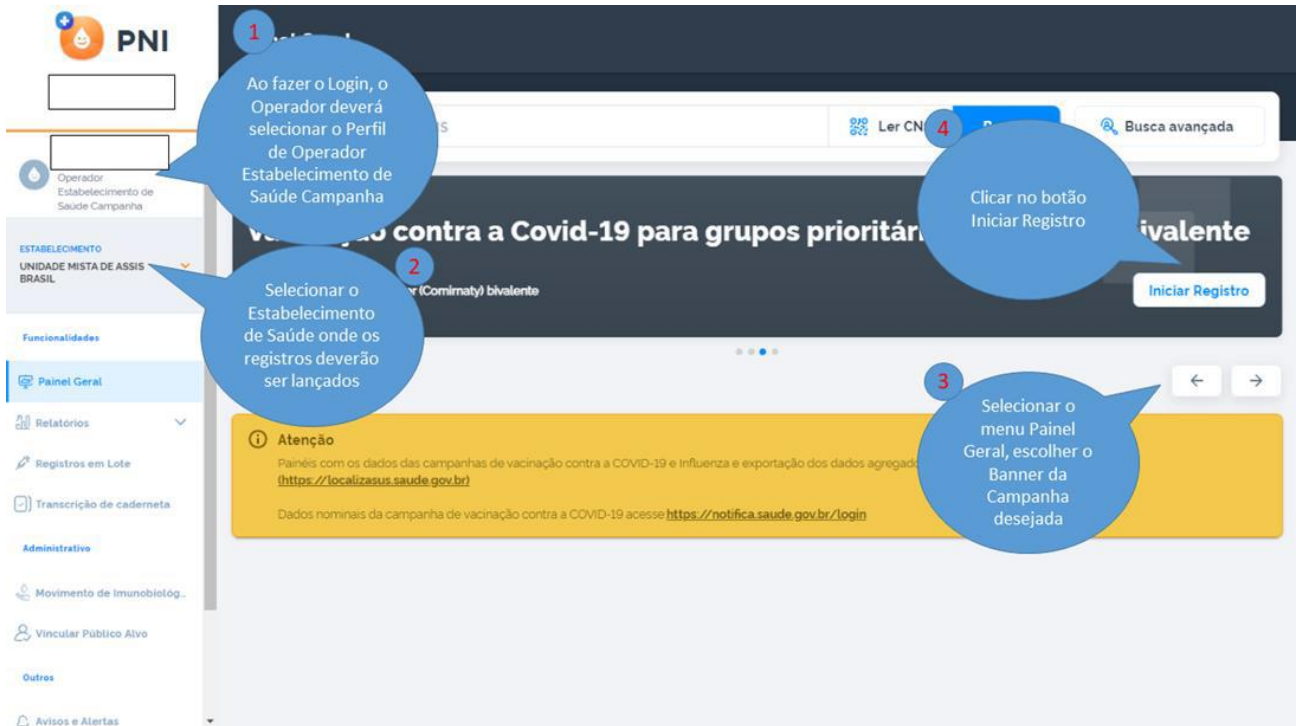 PNI
Operador
Estabelecimento de
Saúde Campanha
ESTABELECIMENTO
UNIDADE MISTA DE ASSIS
BRASIL
Funcionalidades
Painel Geral
Relatórios
Registros em Lote
Transcrição de caderneta
Administrativo
Movimento de Imunobiológ..
Vincular Público Alvo
Outros
Avisos e Alertas
1
Ao fazer o Login, o
Operador deverá
selecionar o Perfil
de Operador
Estabelecimento de
Saúde Campanha
Ler CN
4
Busca avançada
Clicar no botão
Iniciar Registro
contra a Covid-19 para grupos
(Comirnaty) bivalente
Iniciar Registro
2
Selecionar o
Estabelecimento
de Saúde onde os
registros deverão
ser lançados
3
Selecionar o
menu Painel
Geral, escolher o
Banner da
Campanha
desejada
Atenção
Painéis com os dados das campanhas de vacinação contra a COVID-19 e Influenza e exportação dos dados
(https://localizasus.saude.gov.br)
Dados nominais da campanha de vacinação contra a COVID-19 acesse https://notifica.saude.gov.br/login